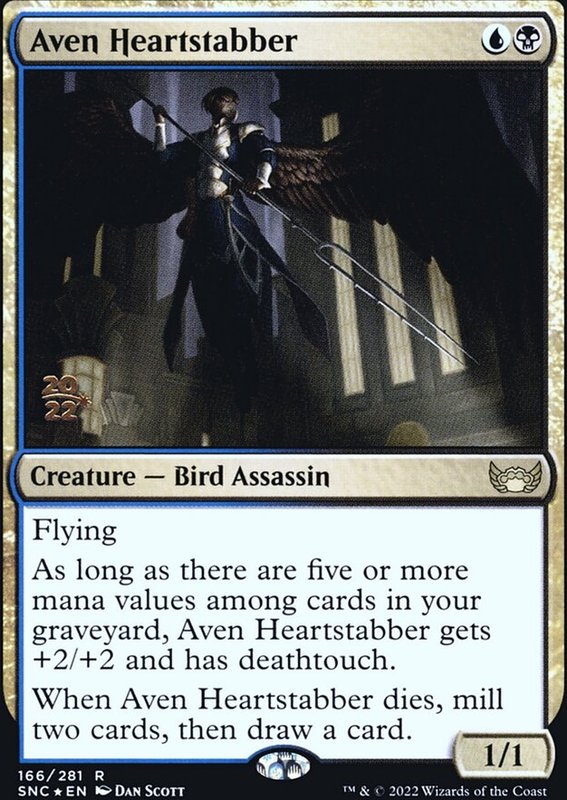 Aven Heartstabber
20
22
Creature — Bird Assassin
Flying
As long as there are five or more
mana values among cards in your
graveyard, Aven Heartstabber gets
+2/+2 and has deathtouch.
When Aven Heartstabber dies, mill
two cards, then draw a card.
1/1
166/281 R
SNC★EN Dan Scott
™ & © 2022 Wizards of the Coast